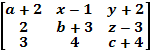 a + 2 x − 1 y + 2
2 b + 3 z − 3
3 4 c + 4